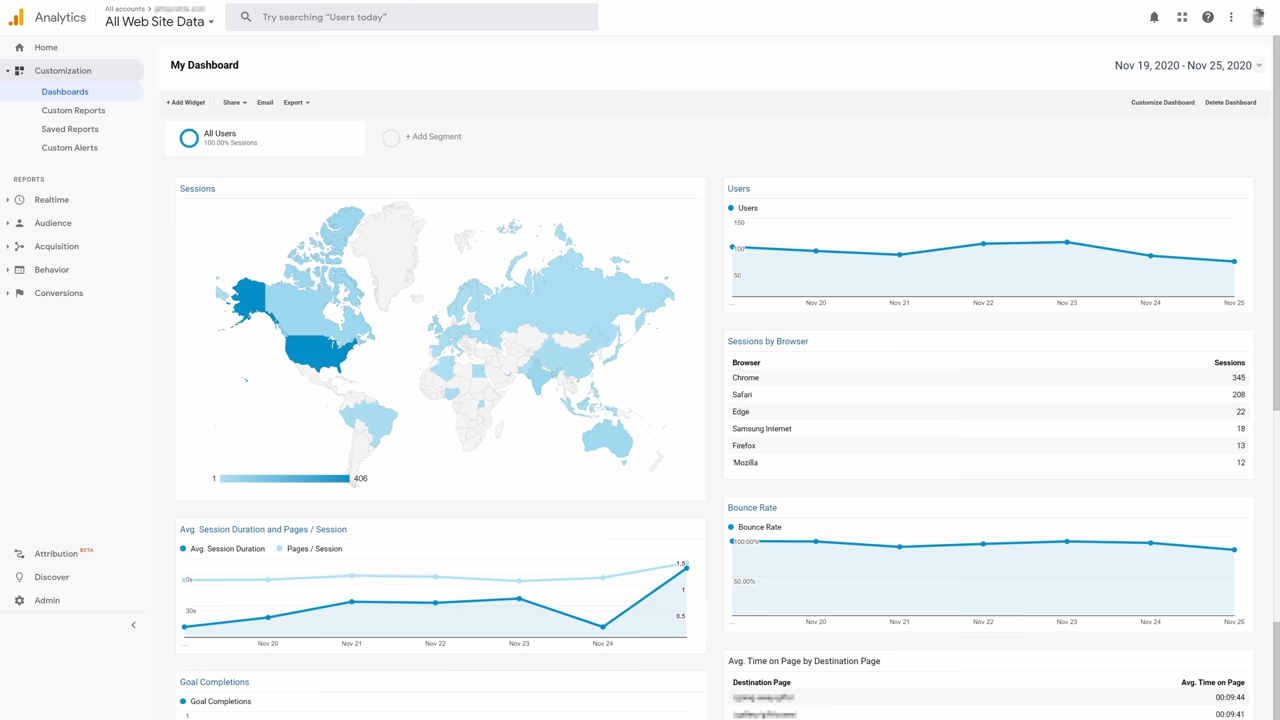 Analytics
All accounts >
All Web Site Data
Try searching “Users today”
Home
Customization
Dashboards
Custom Reports
Saved Reports
Custom Alerts
REPORTS
Realtime
Audience
Acquisition
Behavior
Conversions
Attribution BETA
Discover
Admin
My Dashboard
Nov 19, 2020 - Nov 25, 2020
+ Add Widget Share Email Export Customize Dashboard Delete Dashboard
All Users
100.00% Sessions
+ Add Segment
Sessions
1 406
Avg. Session Duration and Pages / Session
Avg. Session Duration Pages / Session
1.5
0s
1
30s
0.5
... Nov 20 Nov 21 Nov 22 Nov 23 Nov 24
Goal Completions
Goal Completions
1
Users
Users
150
100
50
... Nov 20 Nov 21 Nov 22 Nov 23 Nov 24 Nov 25
Sessions by Browser
Browser Sessions
Chrome 345
Safari 208
Edge 22
Samsung Internet 18
Firefox 13
'Mozilla 12
Bounce Rate
Bounce Rate
100.00%
50.00%
... Nov 20 Nov 21 Nov 22 Nov 23 Nov 24 Nov 25
Avg. Time on Page by Destination Page
Destination Page Avg. Time on Page
00:09:44
00:09:41